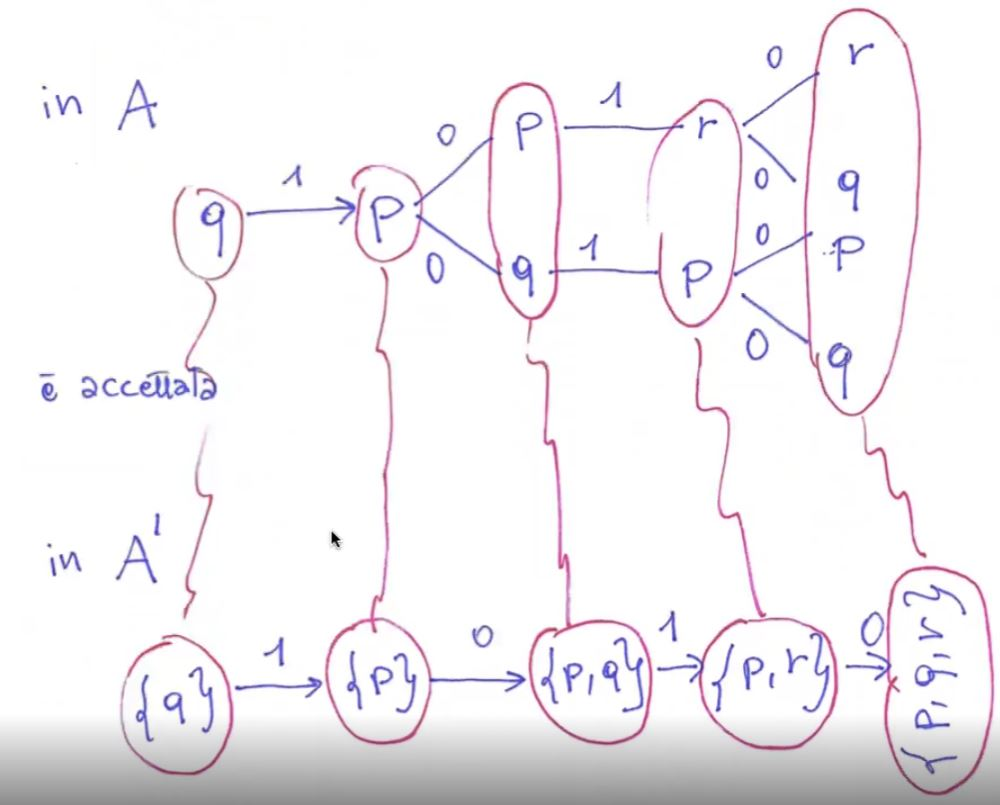 in A
q 1 p 0 0 p q 1 1 r p 0 0 0 0 r q p q
è accettata
in A'
{q} 1 {p} 0 {p,q} 1 {p,r} 0 {p,q,r}